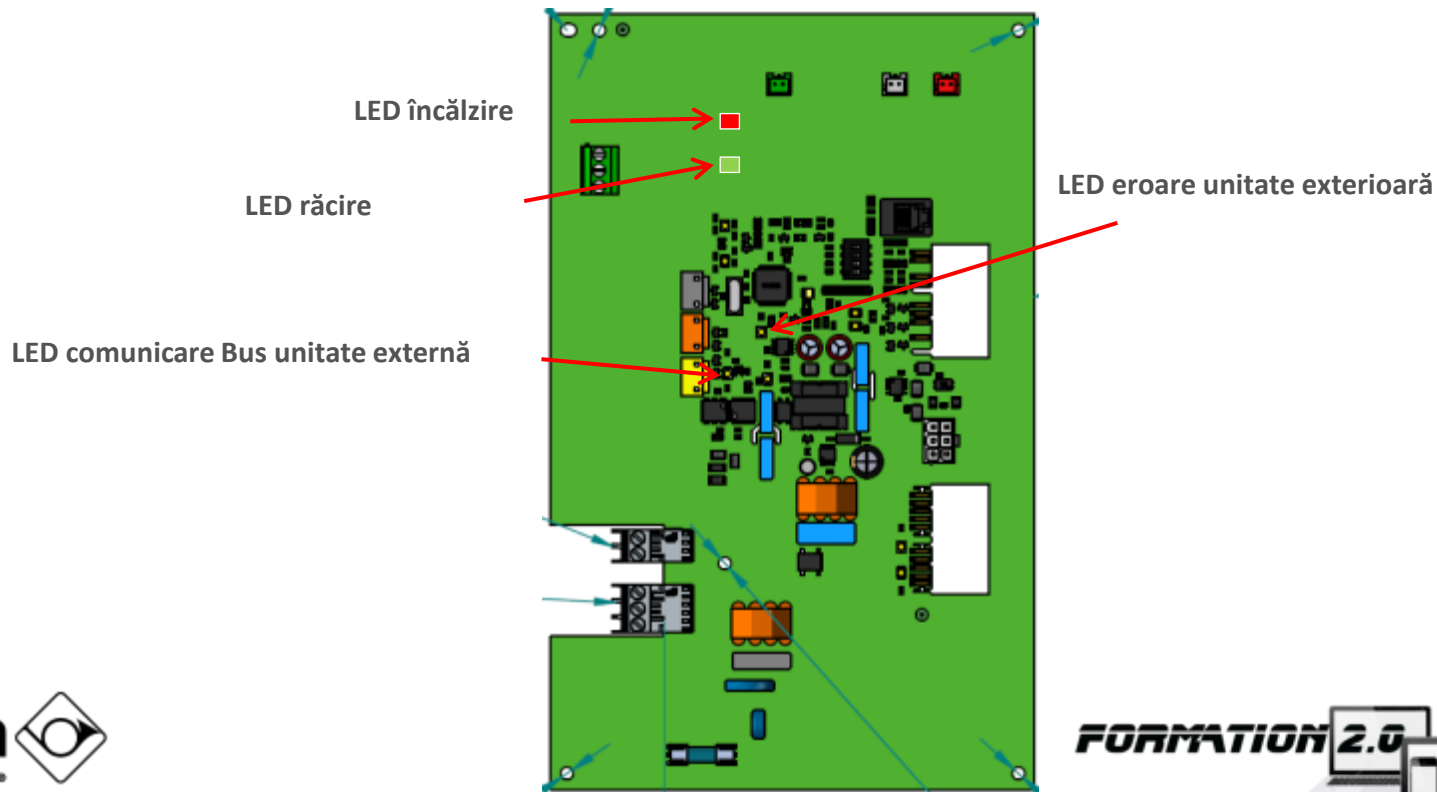 LED încălzire
LED răcire
LED eroare unitate exterioară
LED comunicare Bus unitate externă
FORMATION 2.0